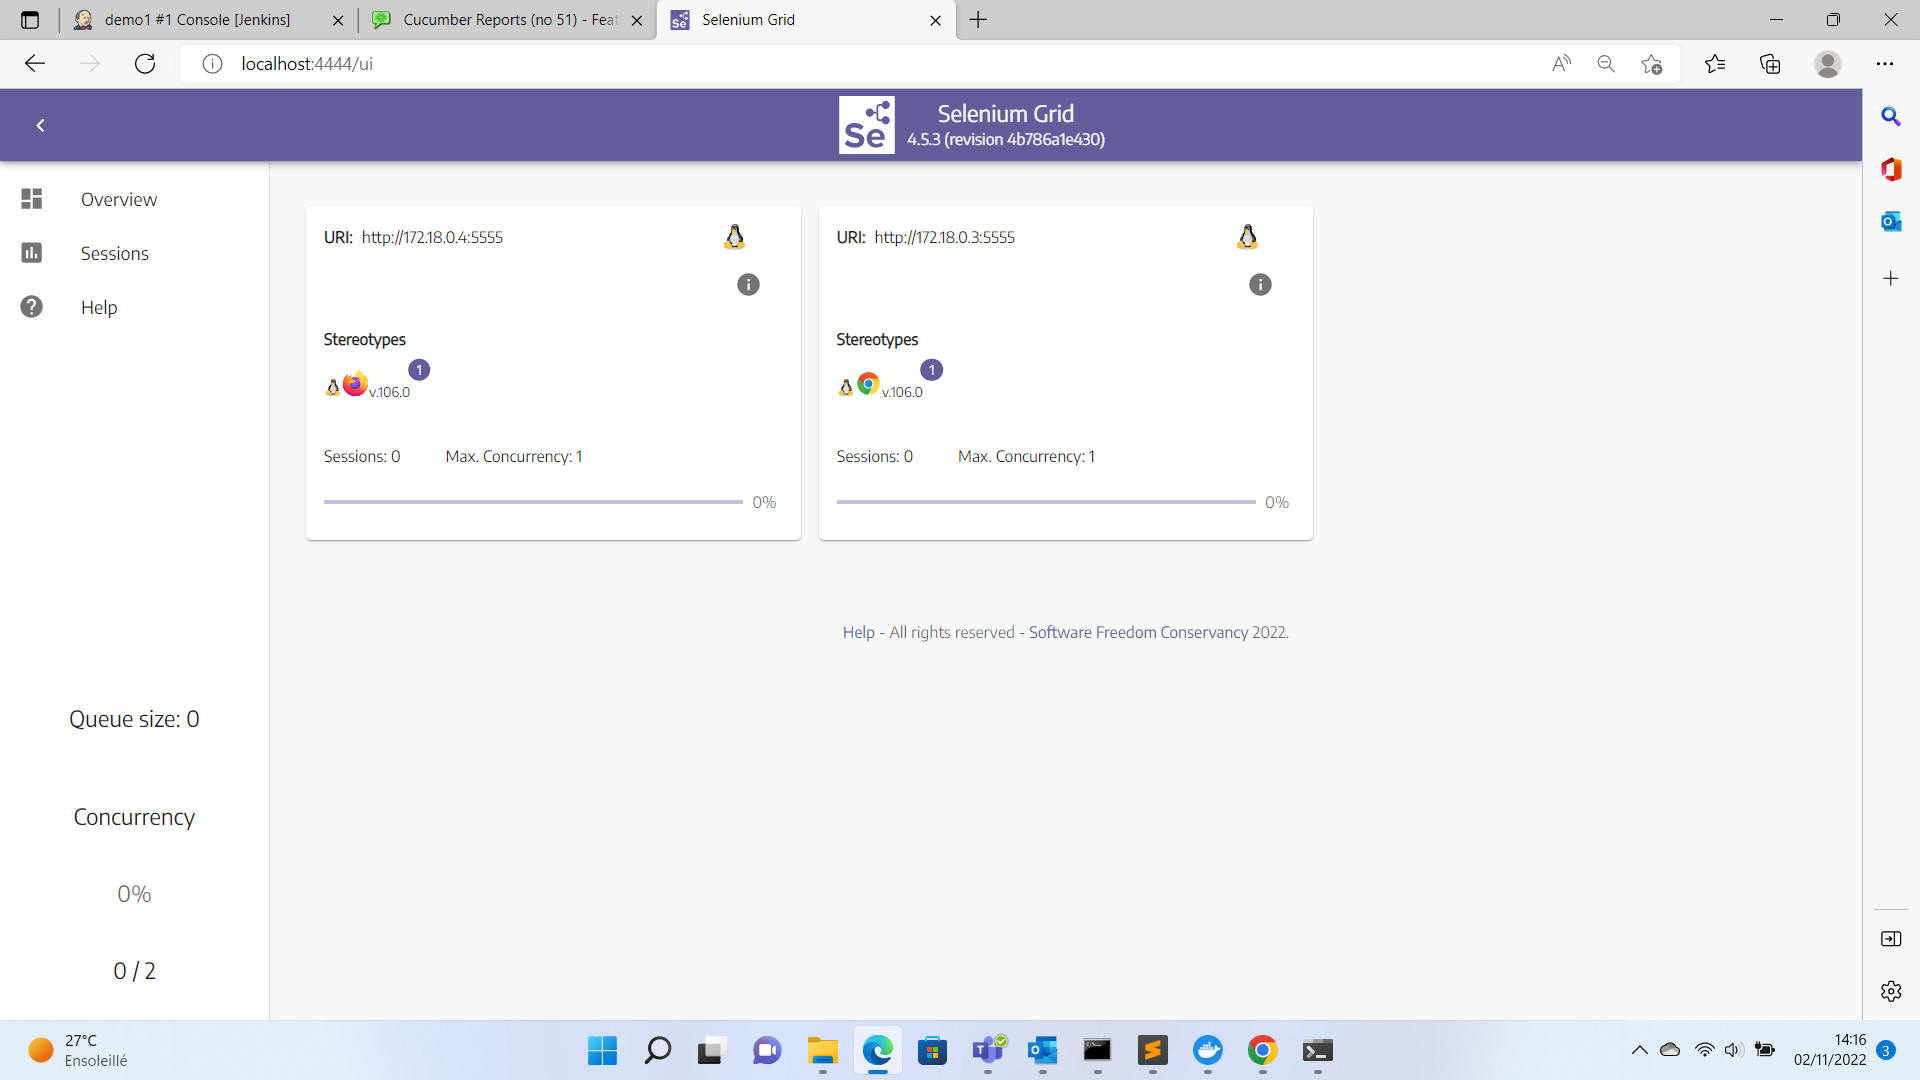 demo1 #1 Console [Jenkins]
Cucumber Reports (no 51) - Feat
Selenium Grid
localhost:4444/ui
Se
Selenium Grid
4.5.3 (revision 4b786a1e430)
Overview
Sessions
Help
URI: http://172.18.0.4:5555
Stereotypes
1
v.106.0
Sessions: 0 Max. Concurrency: 1
0%
URI: http://172.18.0.3:5555
Stereotypes
1
v.106.0
Sessions: 0 Max. Concurrency: 1
0%
Help - All rights reserved - Software Freedom Conservancy 2022.
Queue size: 0
Concurrency
0%
0 / 2
27°C
Ensoleillé
14:16
02/11/2022
3